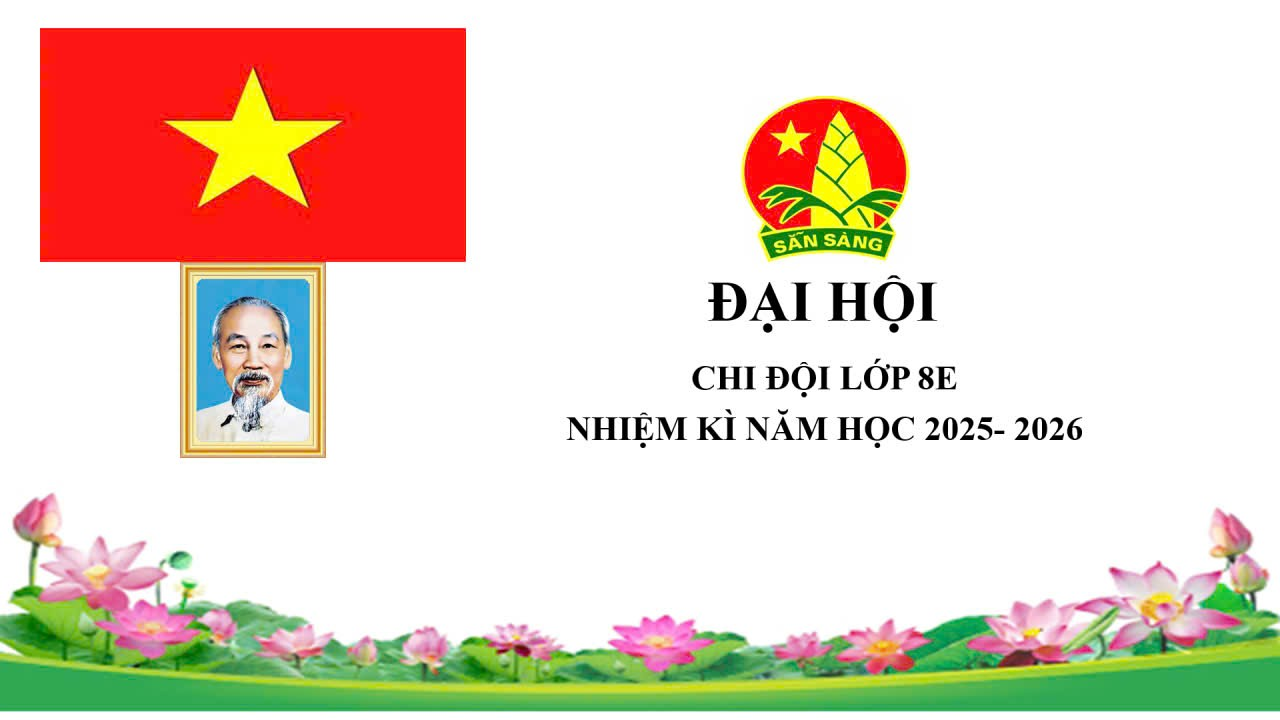 SẴN SÀNG
ĐẠI HỘI
CHI ĐỘI LỚP 8E
NHIỆM KÌ NĂM HỌC 2025- 2026